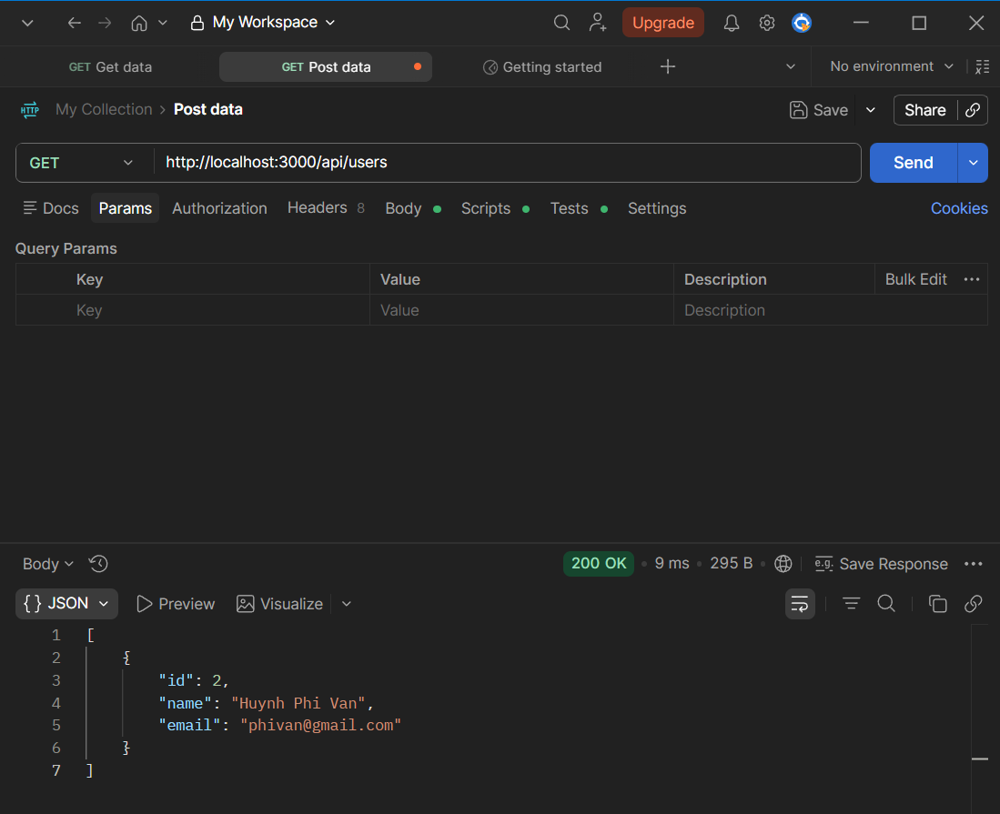 My Workspace Upgrade
GET Get data GET Post data Getting started No environment
HTTP My Collection > Post data Save Share
GET http://localhost:3000/api/users Send
Docs Params Authorization Headers 8 Body Scripts Tests Settings Cookies
Query Params
Key Value Description Bulk Edit
Key Value Description
Body 200 OK 9 ms 295 B e.g. Save Response
{ } JSON Preview Visualize
1 [
2 {
3 "id": 2,
4 "name": "Huynh Phi Van",
5 "email": "phivan@gmail.com"
6 }
7 ]